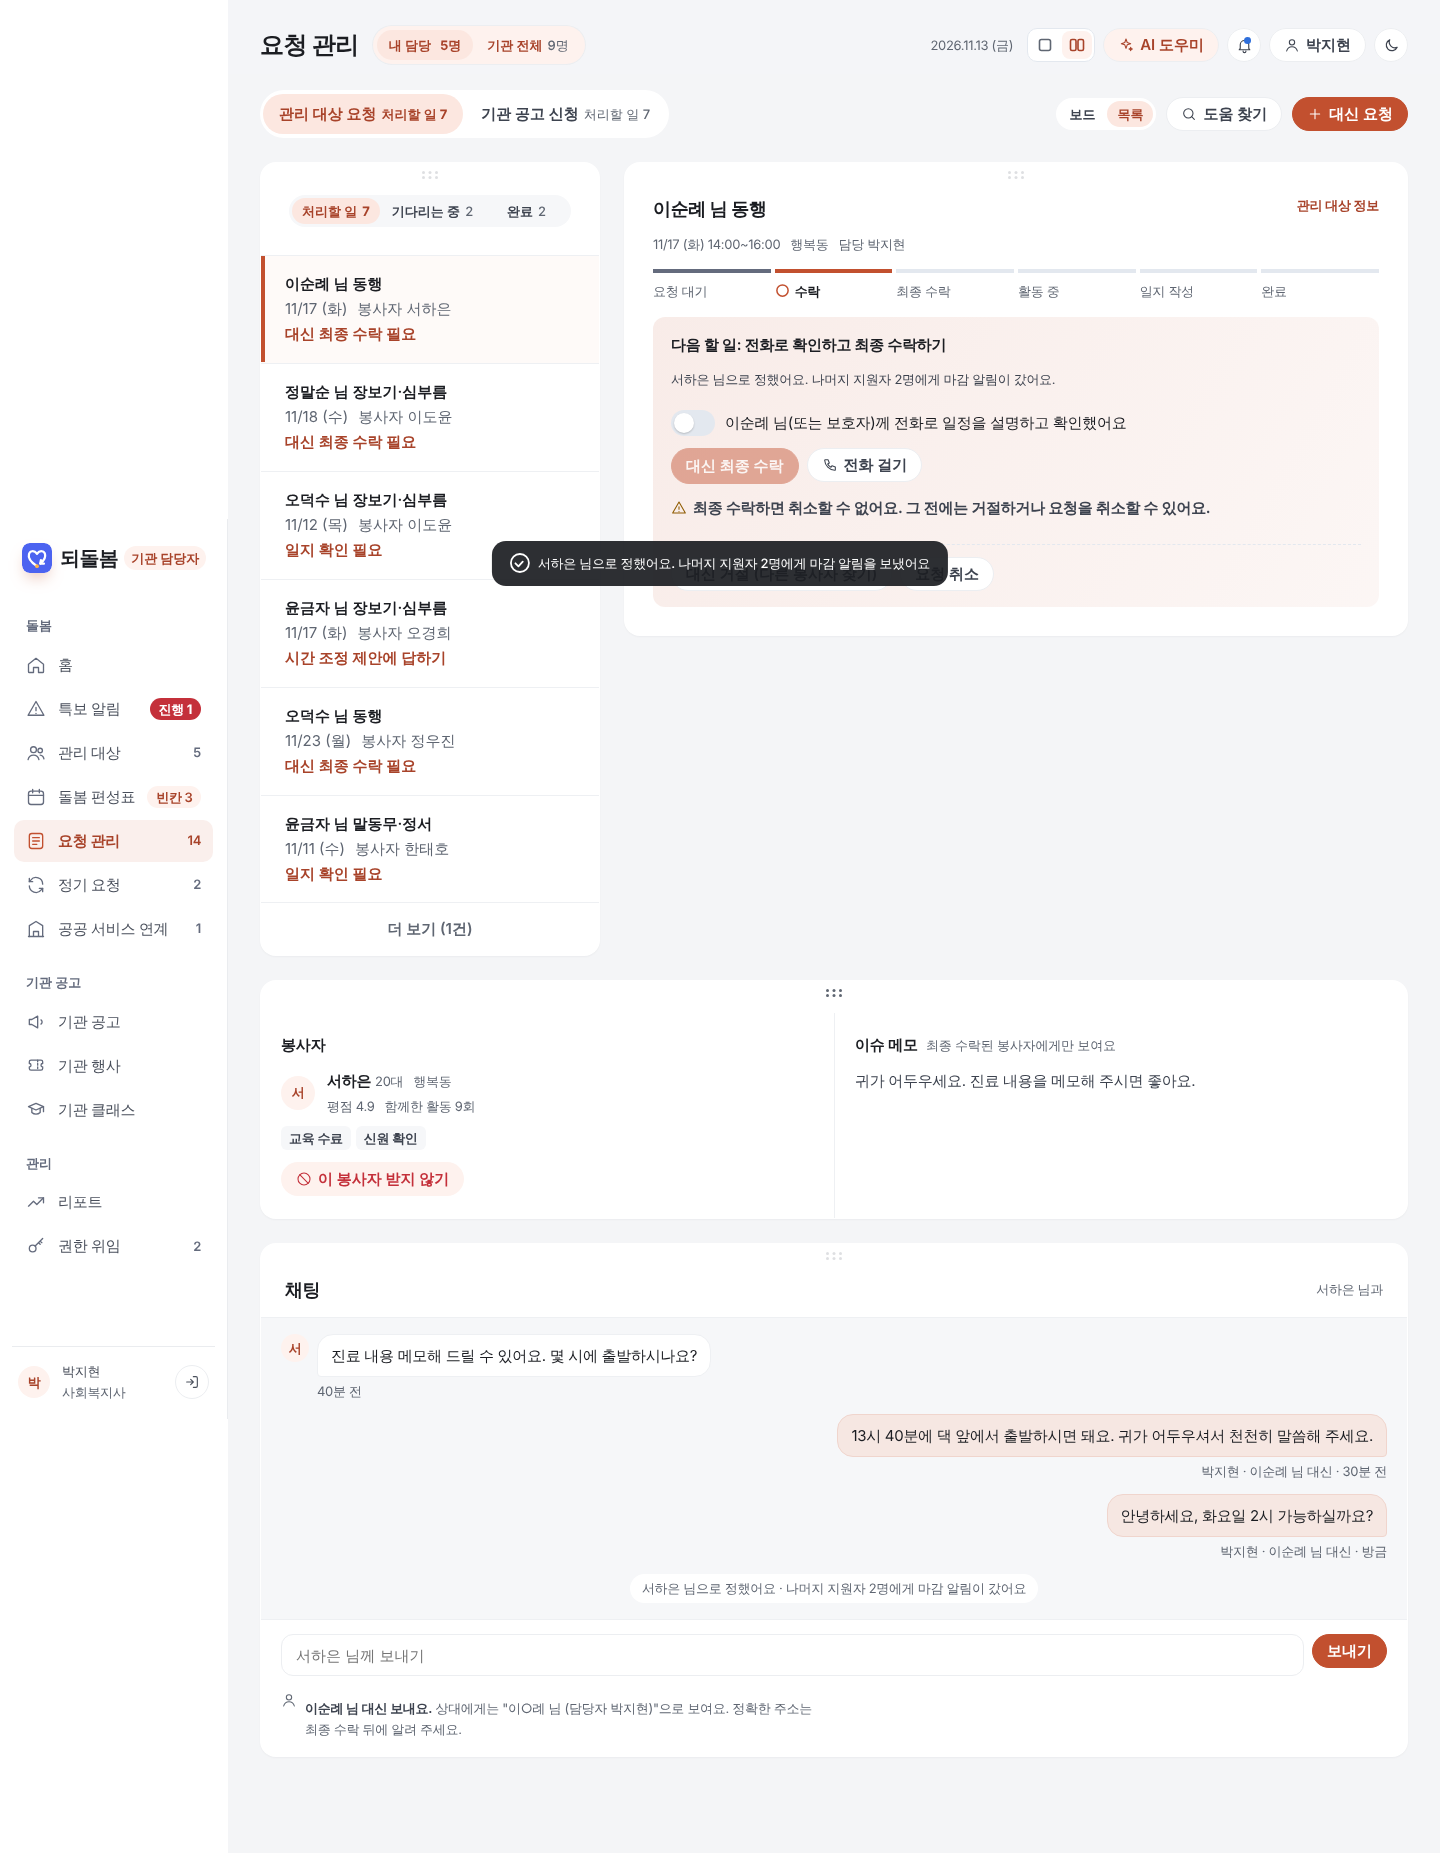 요청 관리
내 담당 5명 기관 전체 9명
2026.11.13 (금)
AI 도우미
박지현
관리 대상 요청 처리할 일 7
기관 공고 신청 처리할 일 7
보드 목록
도움 찾기
대신 요청
되돌봄 기관 담당자
돌봄
홈
특보 알림 진행 1
관리 대상 5
돌봄 편성표 빈칸 3
요청 관리 14
정기 요청 2
공공 서비스 연계 1
기관 공고
기관 공고
기관 행사
기관 클래스
관리
리포트
권한 위임 2
박 박지현
사회복지사
처리할 일 7 기다리는 중 2 완료 2
이순례 님 동행
11/17 (화) 봉사자 서하은
대신 최종 수락 필요
정말순 님 장보기·심부름
11/18 (수) 봉사자 이도윤
대신 최종 수락 필요
오덕수 님 장보기·심부름
11/12 (목) 봉사자 이도윤
일지 확인 필요
윤금자 님 장보기·심부름
11/17 (화) 봉사자 오경희
시간 조정 제안에 답하기
오덕수 님 동행
11/23 (월) 봉사자 정우진
대신 최종 수락 필요
윤금자 님 말동무·정서
11/11 (수) 봉사자 한태호
일지 확인 필요
더 보기 (1건)
이순례 님 동행
관리 대상 정보
11/17 (화) 14:00~16:00 행복동 담당 박지현
요청 대기 수락 최종 수락 활동 중 일지 작성 완료
다음 할 일: 전화로 확인하고 최종 수락하기
서하은 님으로 정했어요. 나머지 지원자 2명에게 마감 알림이 갔어요.
이순례 님(또는 보호자)께 전화로 일정을 설명하고 확인했어요
대신 최종 수락 전화 걸기
최종 수락하면 취소할 수 없어요. 그 전에는 거절하거나 요청을 취소할 수 있어요.
서하은 님으로 정했어요. 나머지 지원자 2명에게 마감 알림을 보냈어요
취소
봉사자
서 서하은 20대 행복동
평점 4.9 함께한 활동 9회
교육 수료 신원 확인
이 봉사자 받지 않기
이슈 메모 최종 수락된 봉사자에게만 보여요
귀가 어두우세요. 진료 내용을 메모해 주시면 좋아요.
채팅
서하은 님과
서 진료 내용 메모해 드릴 수 있어요. 몇 시에 출발하시나요?
40분 전
13시 40분에 댁 앞에서 출발하시면 돼요. 귀가 어두우셔서 천천히 말씀해 주세요.
박지현 · 이순례 님 대신 · 30분 전
안녕하세요, 화요일 2시 가능하실까요?
박지현 · 이순례 님 대신 · 방금
서하은 님으로 정했어요 · 나머지 지원자 2명에게 마감 알림이 갔어요
서하은 님께 보내기
보내기
이순례 님 대신 보내요. 상대에게는 "이○례 님 (담당자 박지현)"으로 보여요. 정확한 주소는
최종 수락 뒤에 알려 주세요.